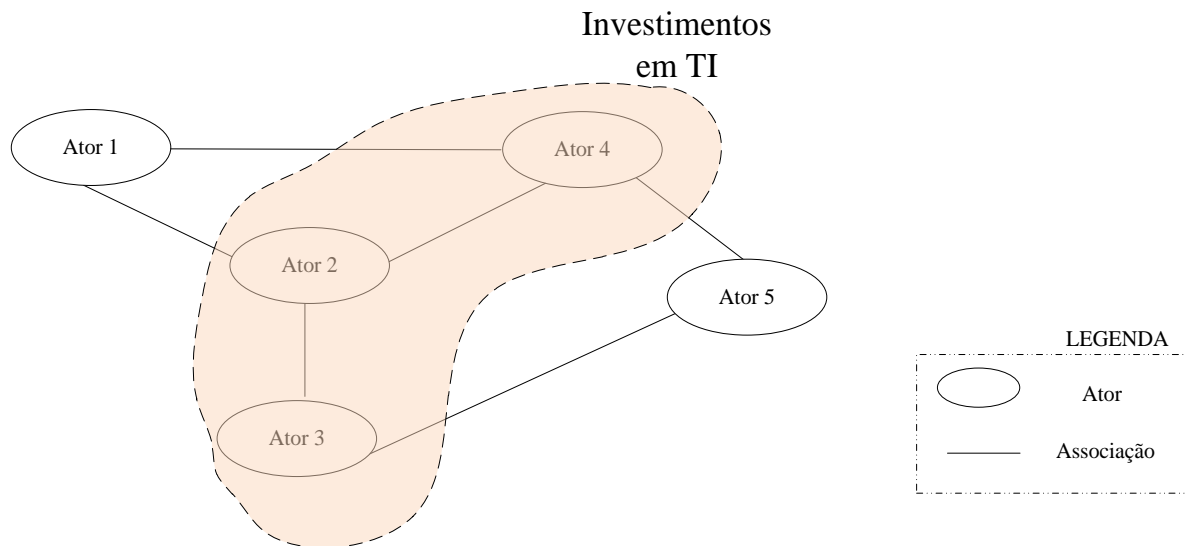 Investimentos
em TI
Ator 1
Ator 4
Ator 2
Ator 5
Ator 3
LEGENDA
Ator
Associação